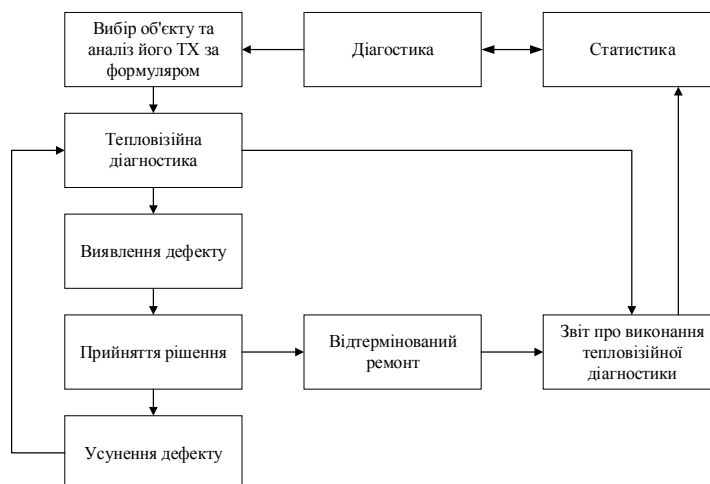 Вибір об'єкту та
аналіз його ТХ за
формуляром
Діагостика
Статистика
Тепловізійна
діагностика
Виявлення дефекту
Прийняття рішення
Відтермінований
ремонт
Звіт про виконання
тепловізійної
діагностики
Усунення дефекту